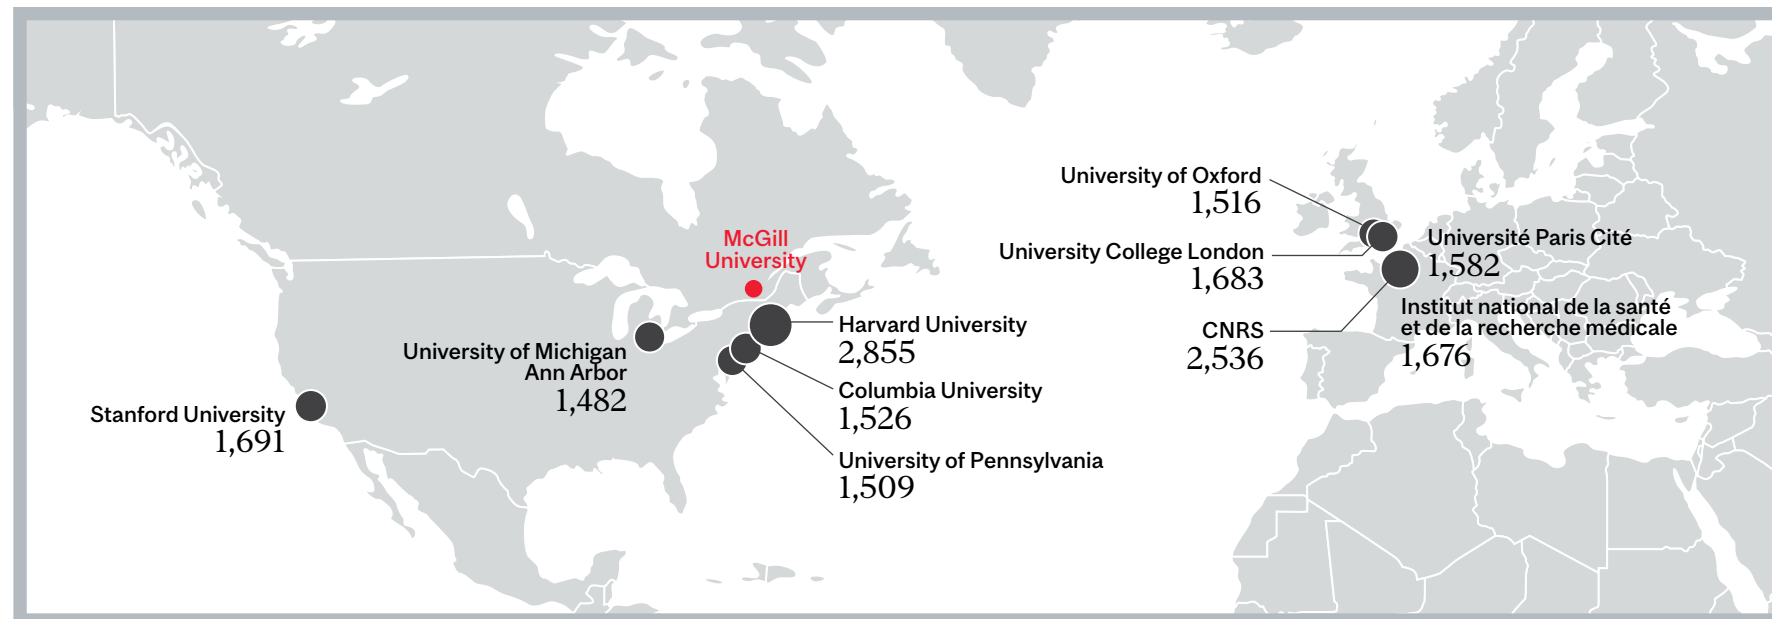 McGill
University
University of Michigan
Ann Arbor
1,482
Stanford University
1,691
Harvard University
2,855
Columbia University
1,526
University of Pennsylvania
1,509
University of Oxford
1,516
University College London
1,683
CNRS
2,536
Université Paris Cité
1,582
Institut national de la santé
et de la recherche médicale
1,676